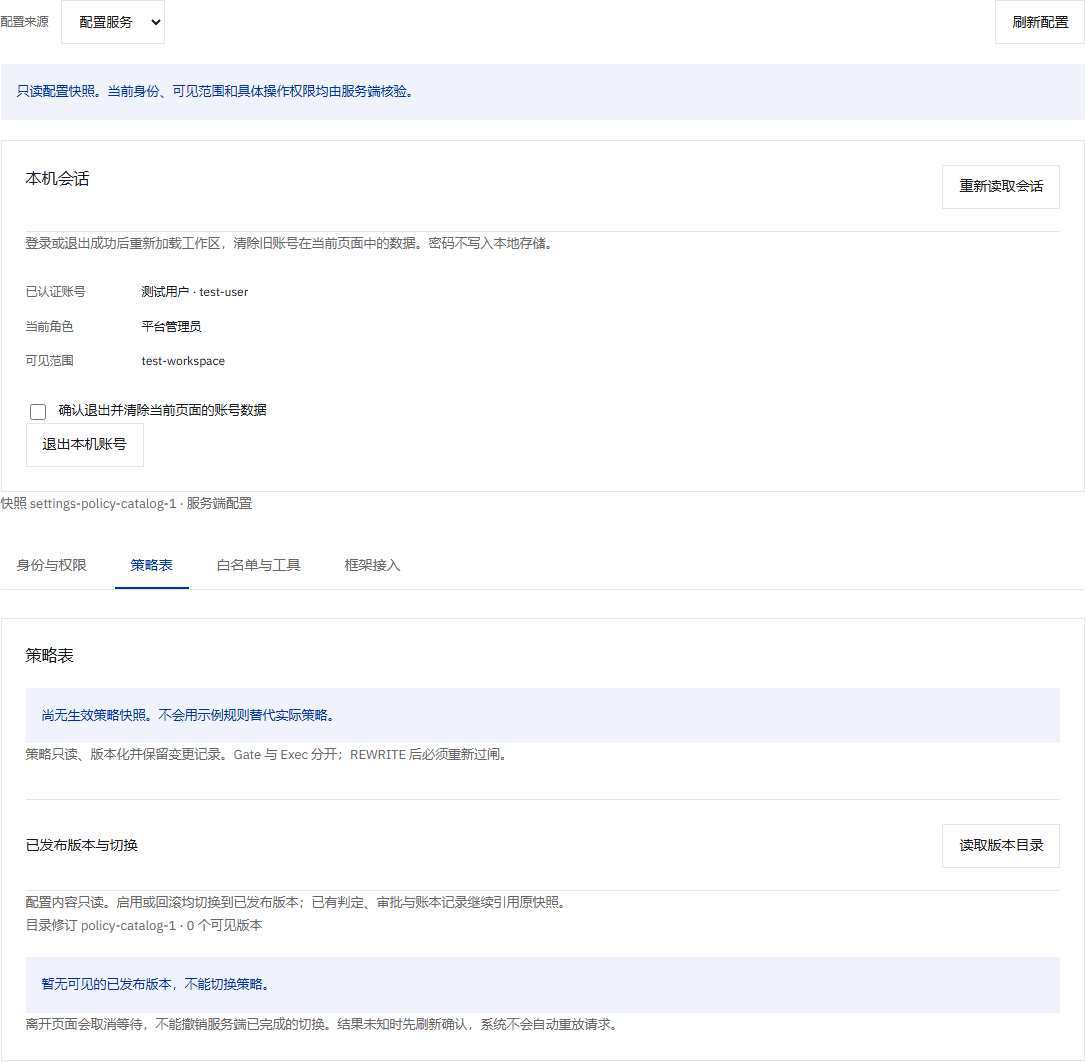 配置来源 配置服务 刷新配置
只读配置快照。当前身份、可见范围和具体操作权限均由服务端核验。
本机会话 重新读取会话
登录或退出成功后重新加载工作区，清除旧账号在当前页面中的数据。密码不写入本地存储。
已认证账号 测试用户 · test-user
当前角色 平台管理员
可见范围 test-workspace
确认退出并清除当前页面的账号数据
退出本机账号
快照 settings-policy-catalog-1 · 服务端配置
身份与权限 策略表 白名单与工具 框架接入
策略表
尚无生效策略快照。不会用示例规则替代实际策略。
策略只读、版本化并保留变更记录。Gate 与 Exec 分开；REWRITE 后必须重新过闸。
已发布版本与切换 读取版本目录
配置内容只读。启用或回滚均切换到已发布版本；已有判定、审批与账本记录继续引用原快照。
目录修订 policy-catalog-1 · 0 个可见版本
暂无可见的已发布版本，不能切换策略。
离开页面会取消等待，不能撤销服务端已完成的切换。结果未知时先刷新确认，系统不会自动重放请求。